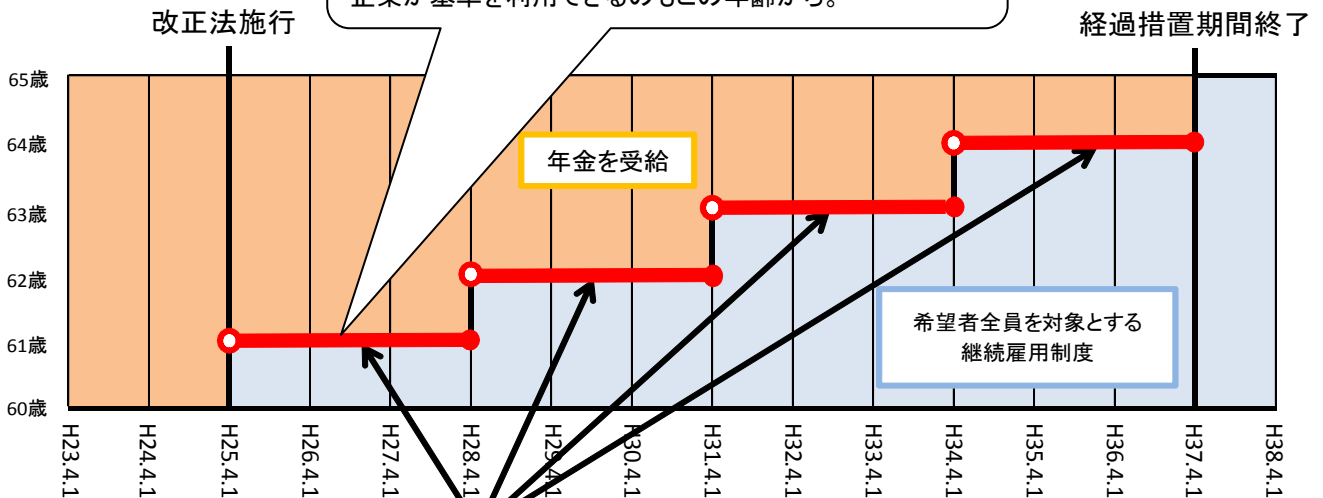 企業が基準を利用できるのもこの年齢から。
改正法施行
経過措置期間終了
65歳
64歳
63歳
62歳
61歳
60歳
年金を受給
希望者全員を対象とする
継続雇用制度
H23.4.1
H24.4.1
H25.4.1
H26.4.1
H27.4.1
H28.4.1
H29.4.1
H30.4.1
H31.4.1
H32.4.1
H33.4.1
H34.4.1
H35.4.1
H36.4.1
H37.4.1
H38.4.1